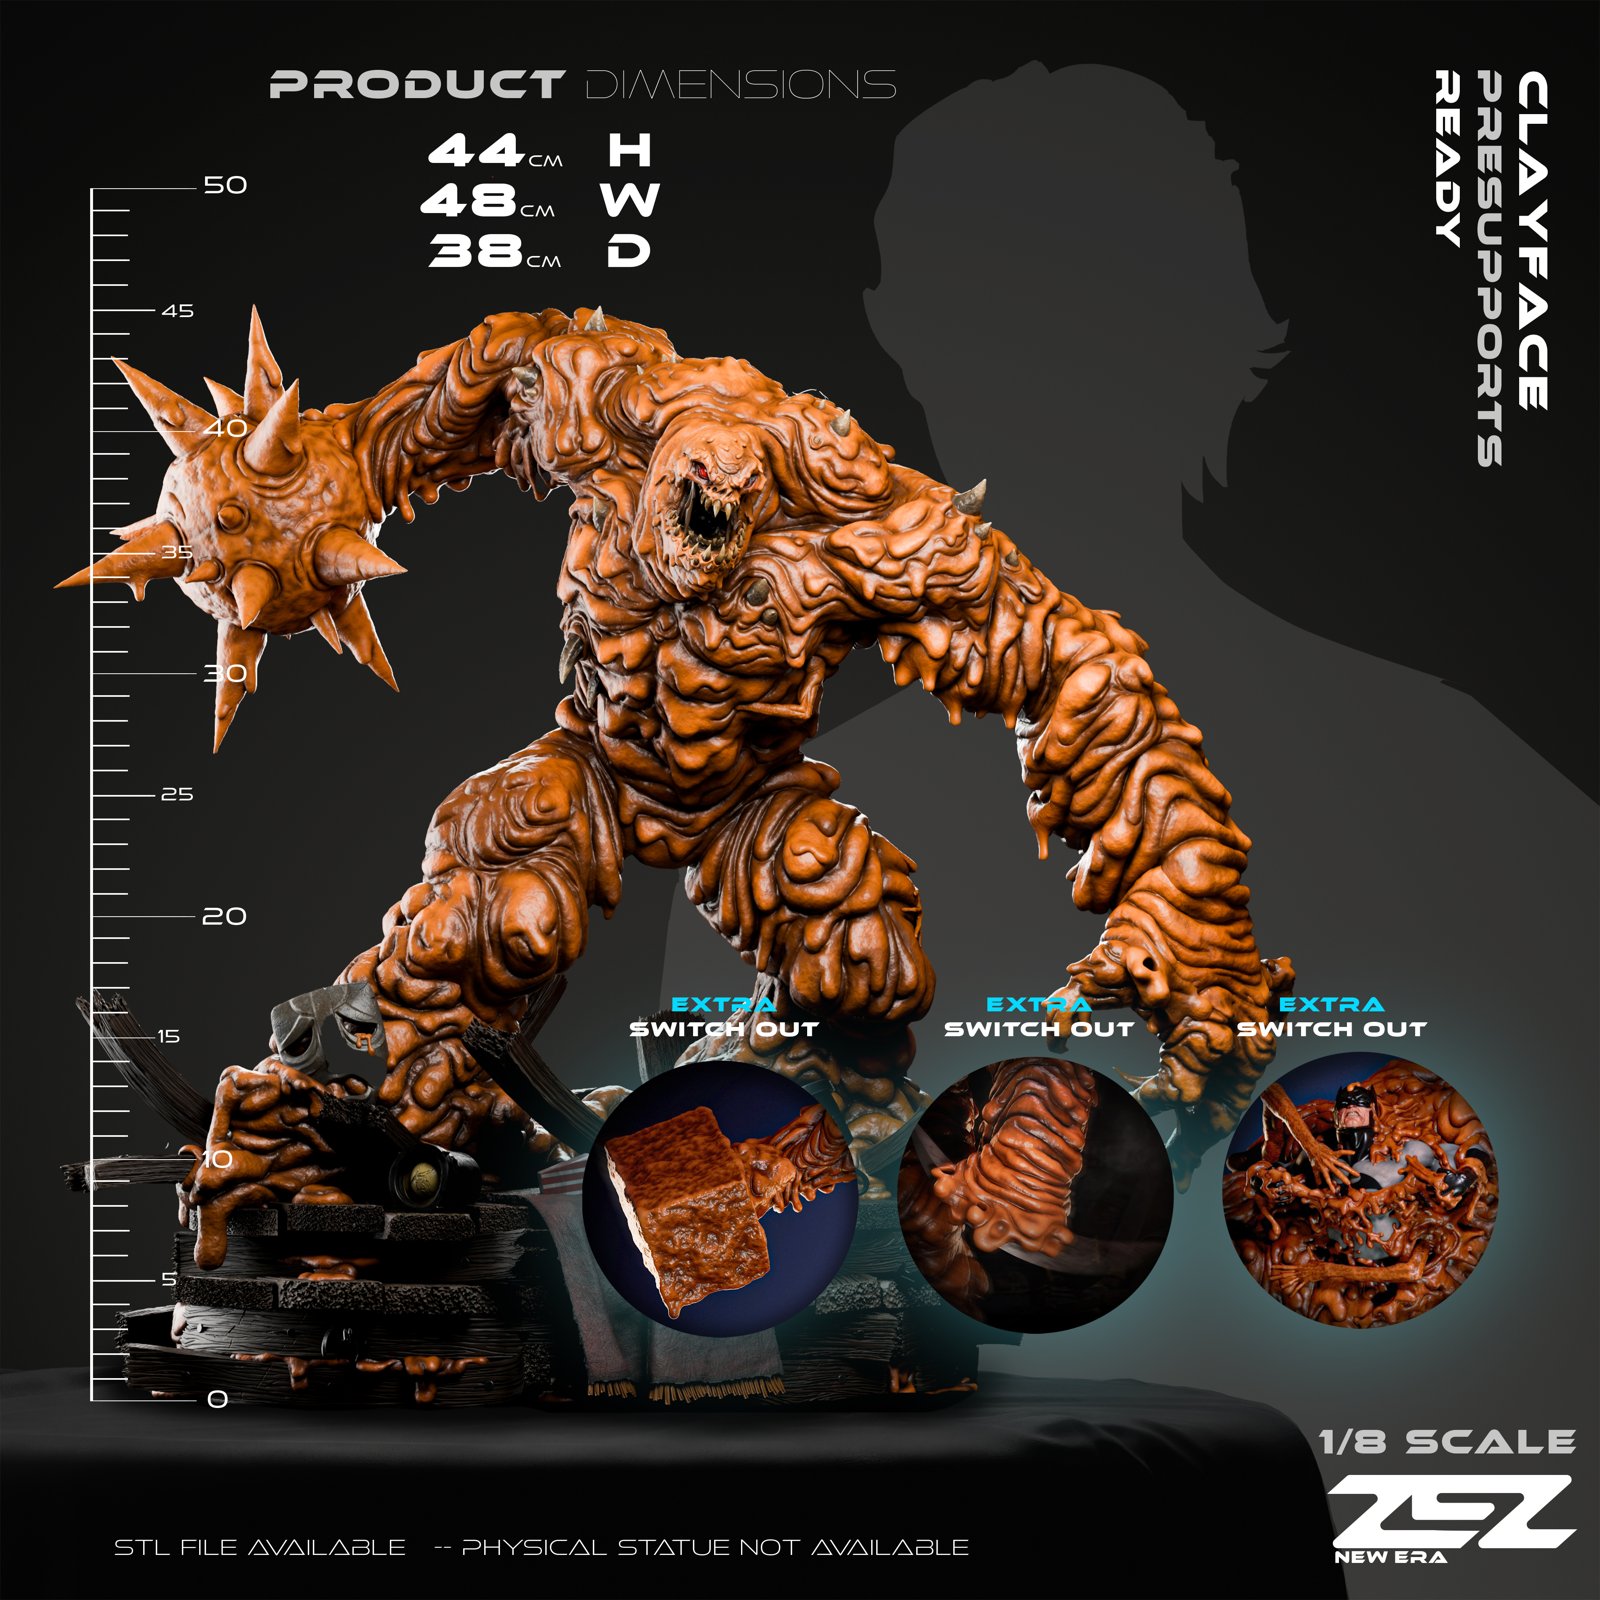 PRODUCT DIMENSIONS
44CM H
48CM W
38CM D
CLAYFACE
PRESUPPORTS
READY
50
45
40
35
30
25
20
15
10
5
0
EXTRA
SWITCH OUT
EXTRA
SWITCH OUT
EXTRA
SWITCH OUT
1/8 SCALE
ZEZ
NEW ERA
STL FILE AVAILABLE -- PHYSICAL STATUE NOT AVAILABLE